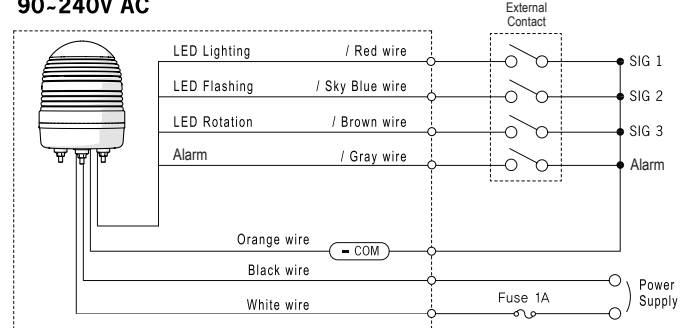 90~240V AC
External
Contact
LED Lighting / Red wire SIG 1
LED Flashing / Sky Blue wire SIG 2
LED Rotation / Brown wire SIG 3
Alarm / Gray wire Alarm
Orange wire - COM
Black wire
Power
Supply
White wire Fuse 1A